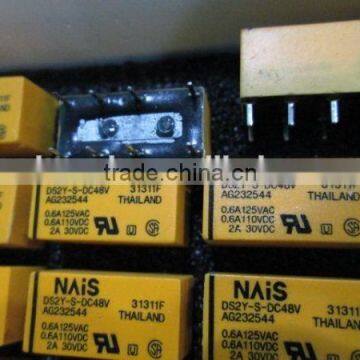 11F
trade.china.cn
DS2Y-S-DC48V 31311F
AG232544 THAILAND
0.6A125VAC
0.6A110VDC
2A 30VDC
DS2Y-S-DC48V 31311F
AG232544 THAILAND
0.6A125VAC
0.6A110VDC
2A 30VDC
NAiS
DS2Y-S-DC48V 31311F
AG232544 THAILAND
0.6A125VAC
0.6A110VDC
2A 30VDC
NAiS
DS2Y-S-DC48V 31311F
AG232544 THAILAND
0.6A125VAC
0.6A110VDC
2A 30VDC